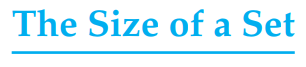 The Size of a Set